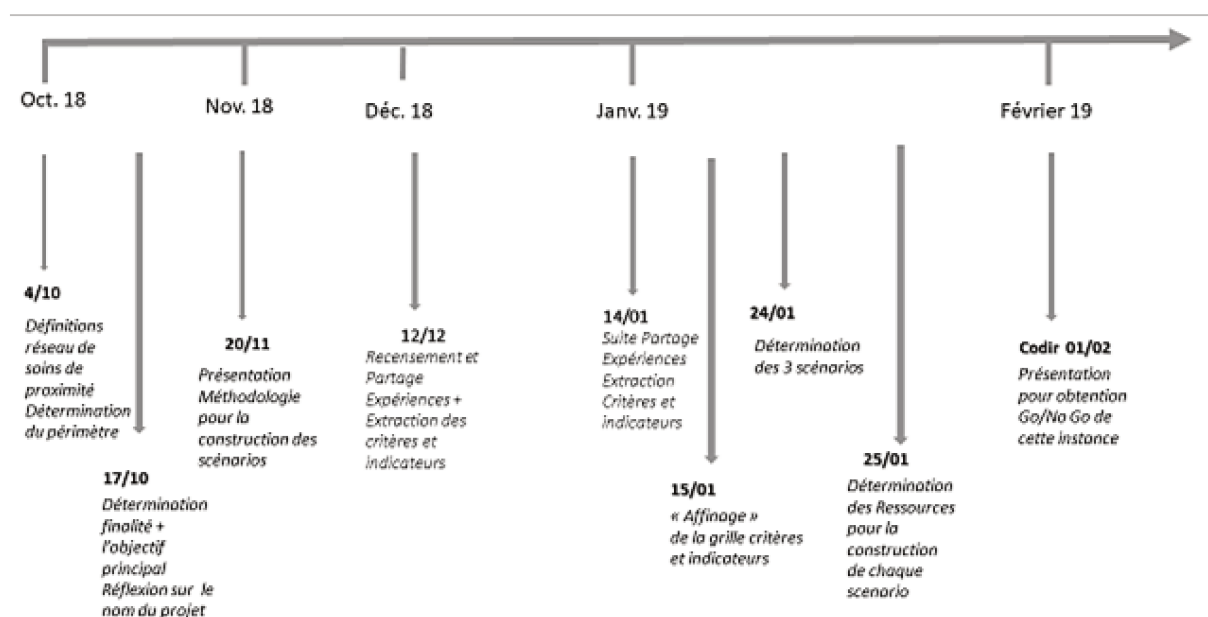 Oct. 18
Nov. 18
Déc. 18
Janv. 19
Février 19
4/10
Définitions
réseau de
soins de
proximité
Détermination
du périmètre
17/10
Détermination
finalité +
l'objectif
principal
Réflexion sur le
nom du projet
20/11
Présentation
Méthodologie
pour la
construction des
scénarios
12/12
Recensement et
Partage
Expériences +
Extraction des
critères et
indicateurs
14/01
Suite Partage
Expériences
Extraction
Critères et
indicateurs
15/01
« Affinage »
de la grille critères
et indicateurs
24/01
Détermination
des 3 scénarios
25/01
Détermination
des Ressources
pour la
construction
de chaque
scenario
Codir 01/02
Présentation
pour obtention
Go/No Go de
cette instance